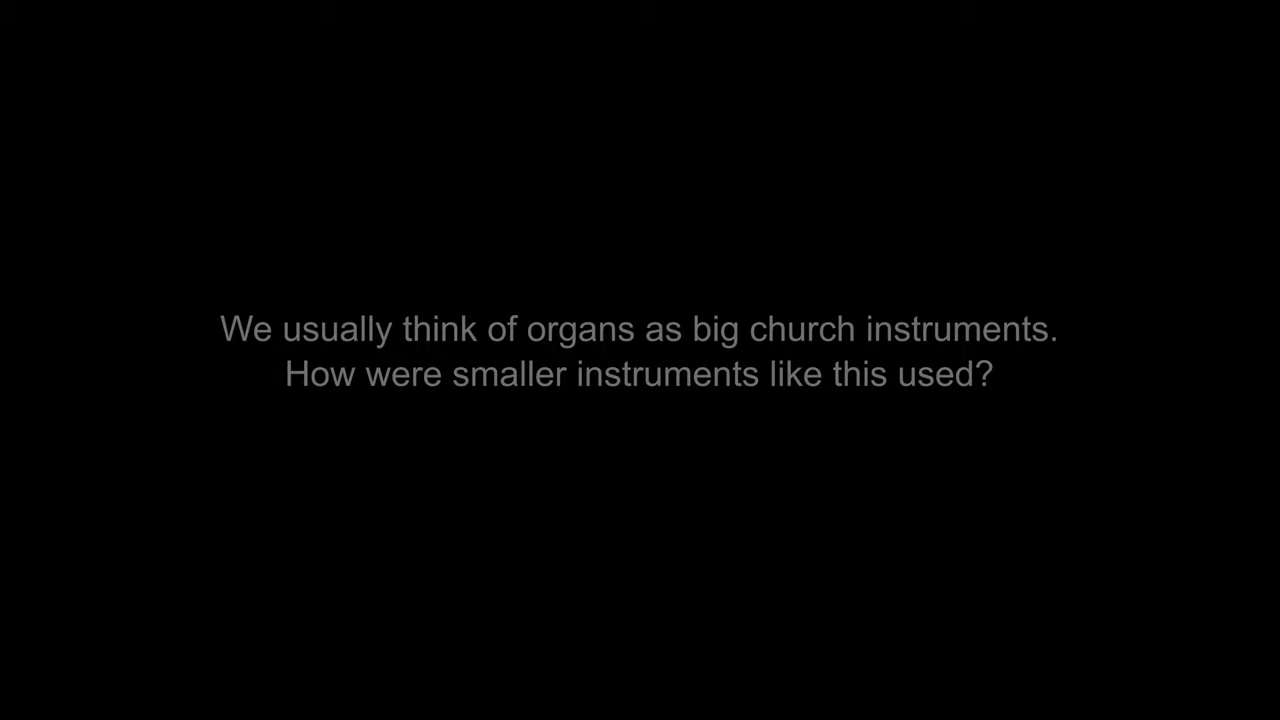 We usually think of organs as big church instruments.
How were smaller instruments like this used?